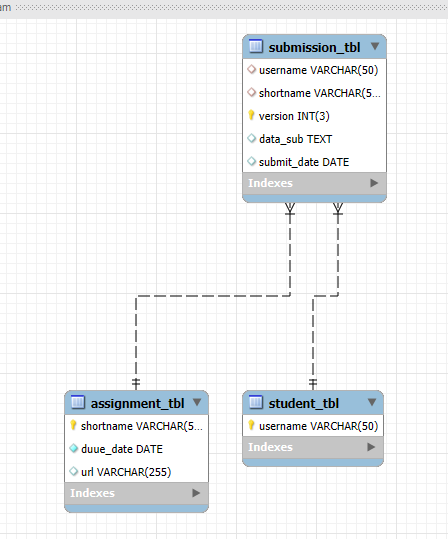 am
submission_tbl
username VARCHAR(50)
shortname VARCHAR(5...
version INT(3)
data_sub TEXT
submit_date DATE
Indexes
assignment_tbl
shortname VARCHAR(5...
duue_date DATE
url VARCHAR(255)
Indexes
student_tbl
username VARCHAR(50)
Indexes